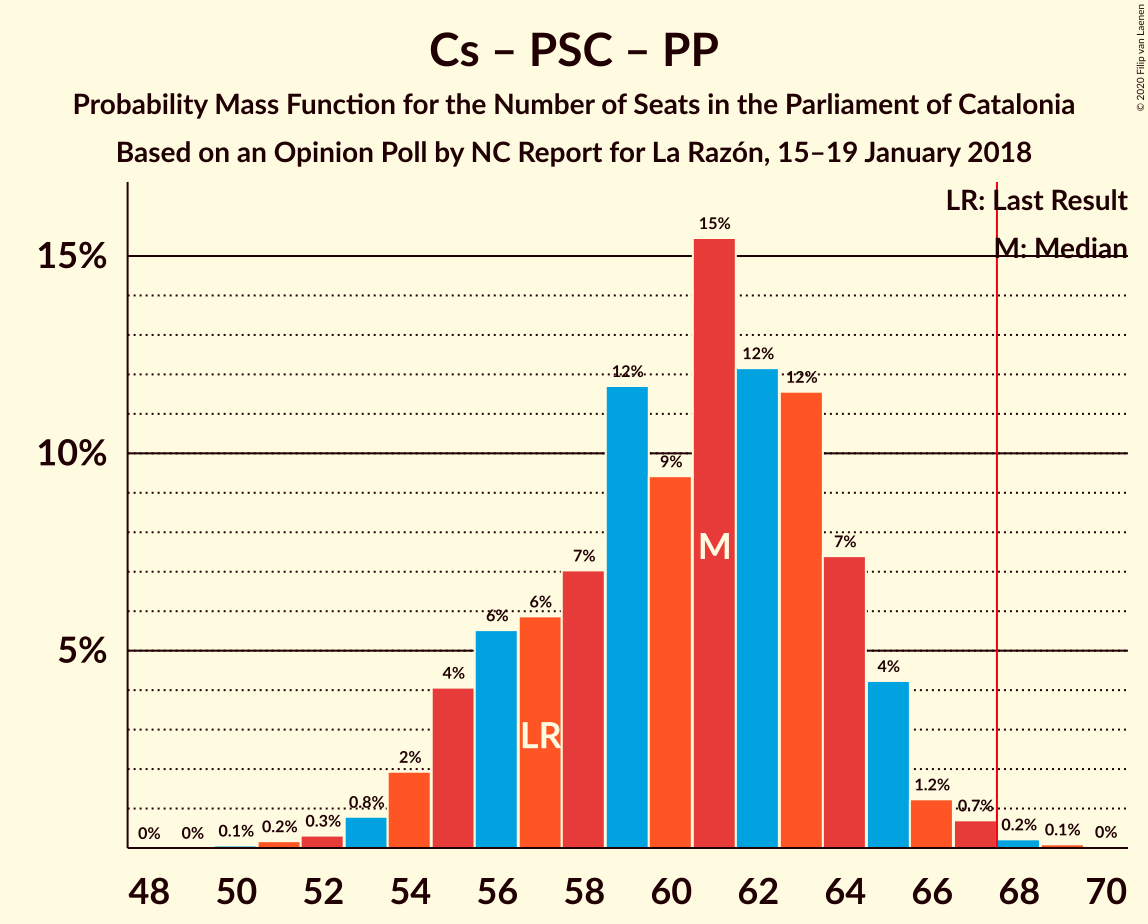 Cs – PSC – PP
Probability Mass Function for the Number of Seats in the Parliament of Catalonia
Based on an Opinion Poll by NC Report for La Razón, 15–19 January 2018
© 2020 Filip van Laenen
LR: Last Result
M: Median
15%
10%
5%
0% 0% 0.1% 0.2% 0.3% 0.8% 2% 4% 6% 6% 7% 12% 9% 15% 12% 12% 7% 4% 1.2% 0.7% 0.2% 0.1% 0%
M
LR
48 50 52 54 56 58 60 62 64 66 68 70